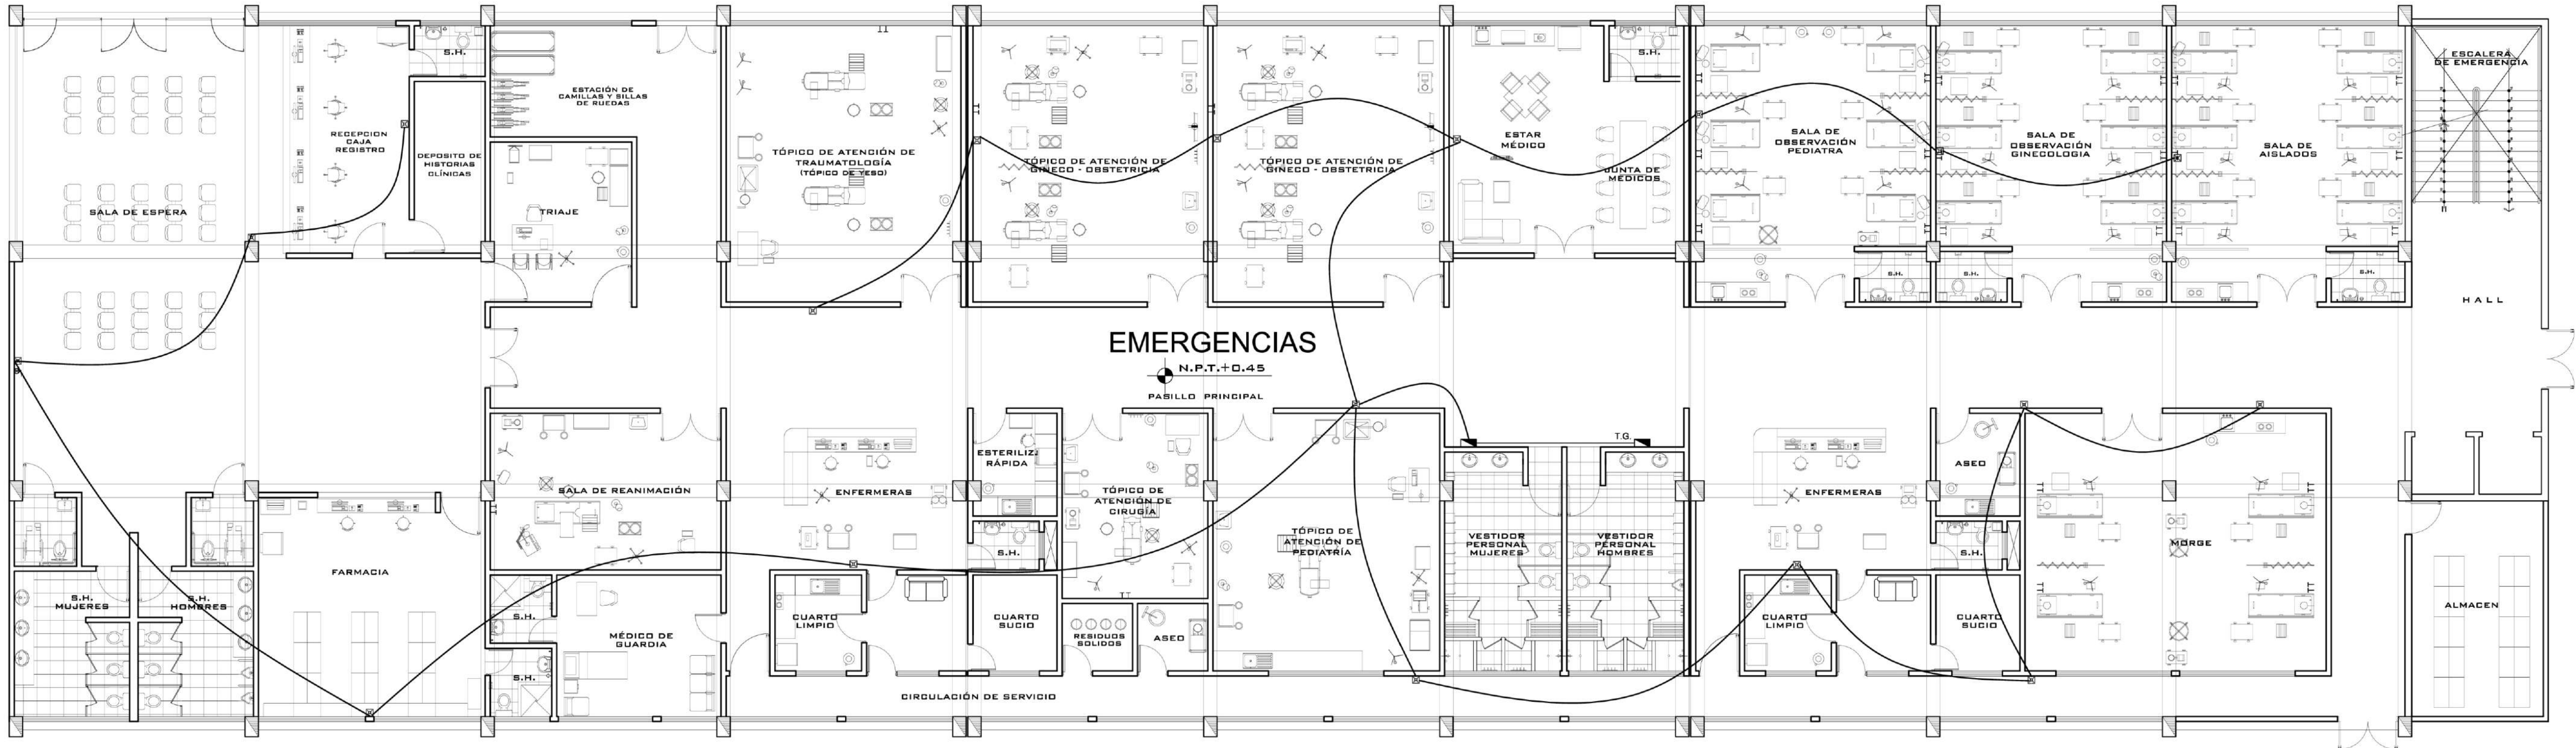 S.H.
ESTACIÓN DE
CAMILLAS Y SILLAS
DE RUEDAS
RECEPCION
CAJA
REGISTRO
DEPOSITO DE
HISTORIAS
CLÍNICAS
SALA DE ESPERA
TRIAJE
TÓPICO DE ATENCIÓN DE
TRAUMATOLOGÍA
(TÓPICO DE YESO)
TÓPICO DE ATENCIÓN DE
GINECO - OBSTETRICIA
TÓPICO DE ATENCIÓN DE
GINECO - OBSTETRICIA
S.H.
ESTAR
MÉDICO
JUNTA DE
MÉDICOS
SALA DE
OBSERVACIÓN
PEDIATRA
SALA DE
OBSERVACIÓN
GINECOLOGIA
SALA DE
AISLADOS
ESCALERA
DE EMERGENCIA
S.H.
S.H.
S.H.
HALL
EMERGENCIAS
N.P.T.+0.45
PASILLO PRINCIPAL
T.G.
SALA DE REANIMACIÓN
ENFERMERAS
ESTERILIZ
RÁPIDA
TÓPICO DE
ATENCIÓN DE
CIRUGÍA
TÓPICO DE
ATENCIÓN DE
PEDIATRÍA
VESTIDOR
PERSONAL
MUJERES
VESTIDOR
PERSONAL
HOMBRES
ENFERMERAS
ASEO
S.H.
S.H.
MORGE
FARMACIA
S.H.
MUJERES
S.H.
HOMBRES
S.H.
MÉDICO DE
GUARDIA
S.H.
CUARTO
LIMPIO
CUARTO
SUCIO
RESIDUOS
SOLIDOS
ASEO
CUARTO
LIMPIO
CUARTO
SUCIO
ALMACEN
CIRCULACIÓN DE SERVICIO